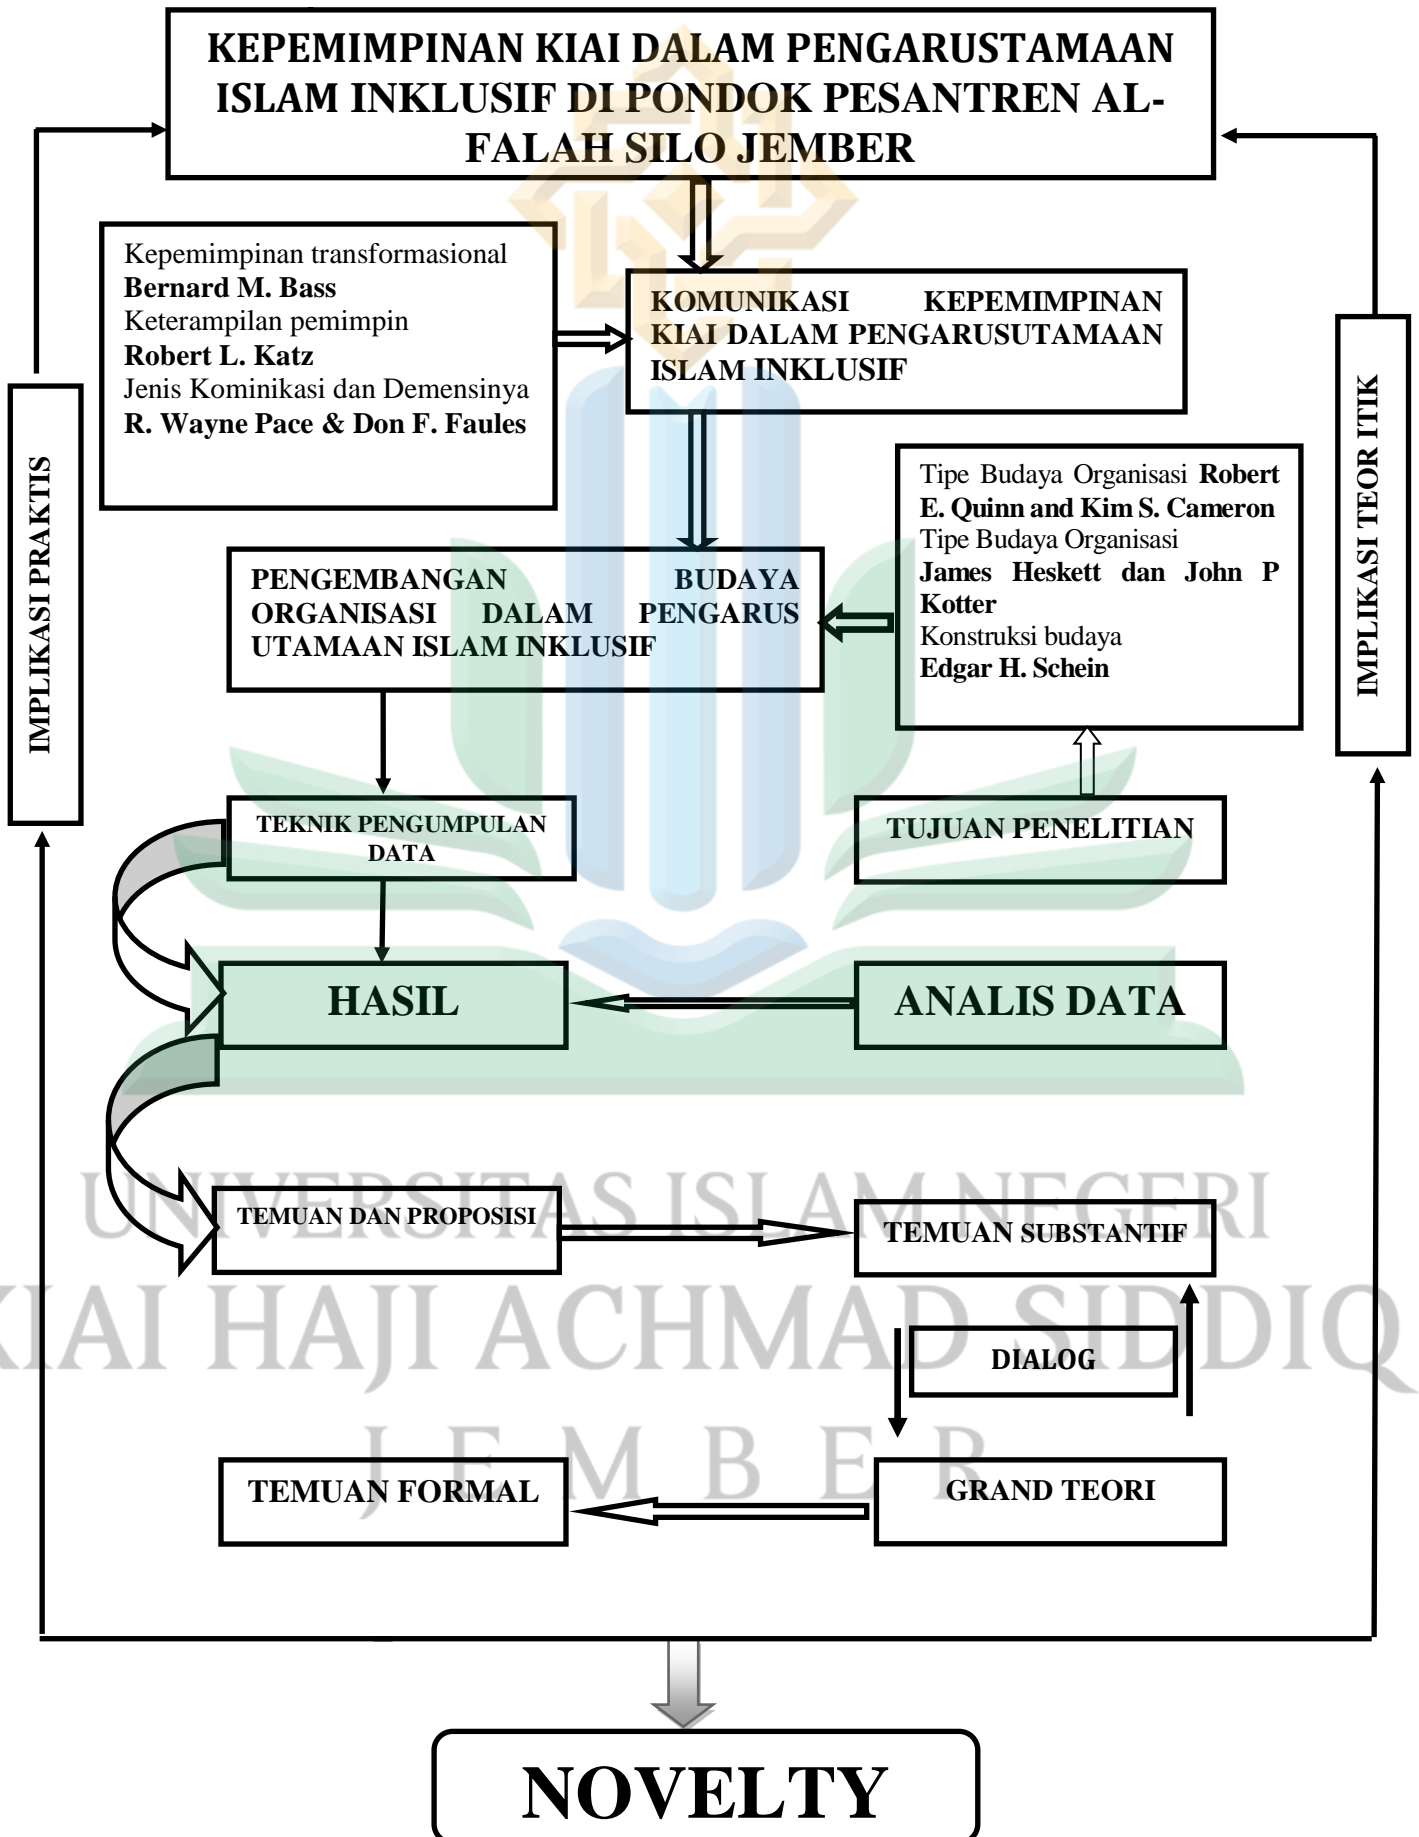 KEPEMIMPINAN KIAI DALAM PENGARUSTAMAAN
ISLAM INKLUSIF DI PONDOK PESANTREN AL-
FALAH SILO JEMBER
Kepemimpinan transformasional
Bernard M. Bass
Keterampilan pemimpin
Robert L. Katz
Jenis Kominikasi dan Demensinya
R. Wayne Pace & Don F. Faules
KOMUNIKASI KEPEMIMPINAN
KIAI DALAM PENGARUSUTAMAAN
ISLAM INKLUSIF
IMPLIKASI PRAKTIS
IMPLIKASI TEOR ITIK
Tipe Budaya Organisasi Robert
E. Quinn and Kim S. Cameron
Tipe Budaya Organisasi
James Heskett dan John P
Kotter
Konstruksi budaya
Edgar H. Schein
PENGEMBANGAN BUDAYA
ORGANISASI DALAM PENGARUS
UTAMAAN ISLAM INKLUSIF
TEKNIK PENGUMPULAN
DATA
TUJUAN PENELITIAN
HASIL
ANALIS DATA
UNIVERSITAS ISLAM NEGERI
TEMUAN DAN PROPOSISI
TEMUAN SUBSTANTIF
KIAI HAJI ACHMAD SIDDIQ
DIALOG
JEMBER
TEMUAN FORMAL
GRAND TEORI
NOVELTY